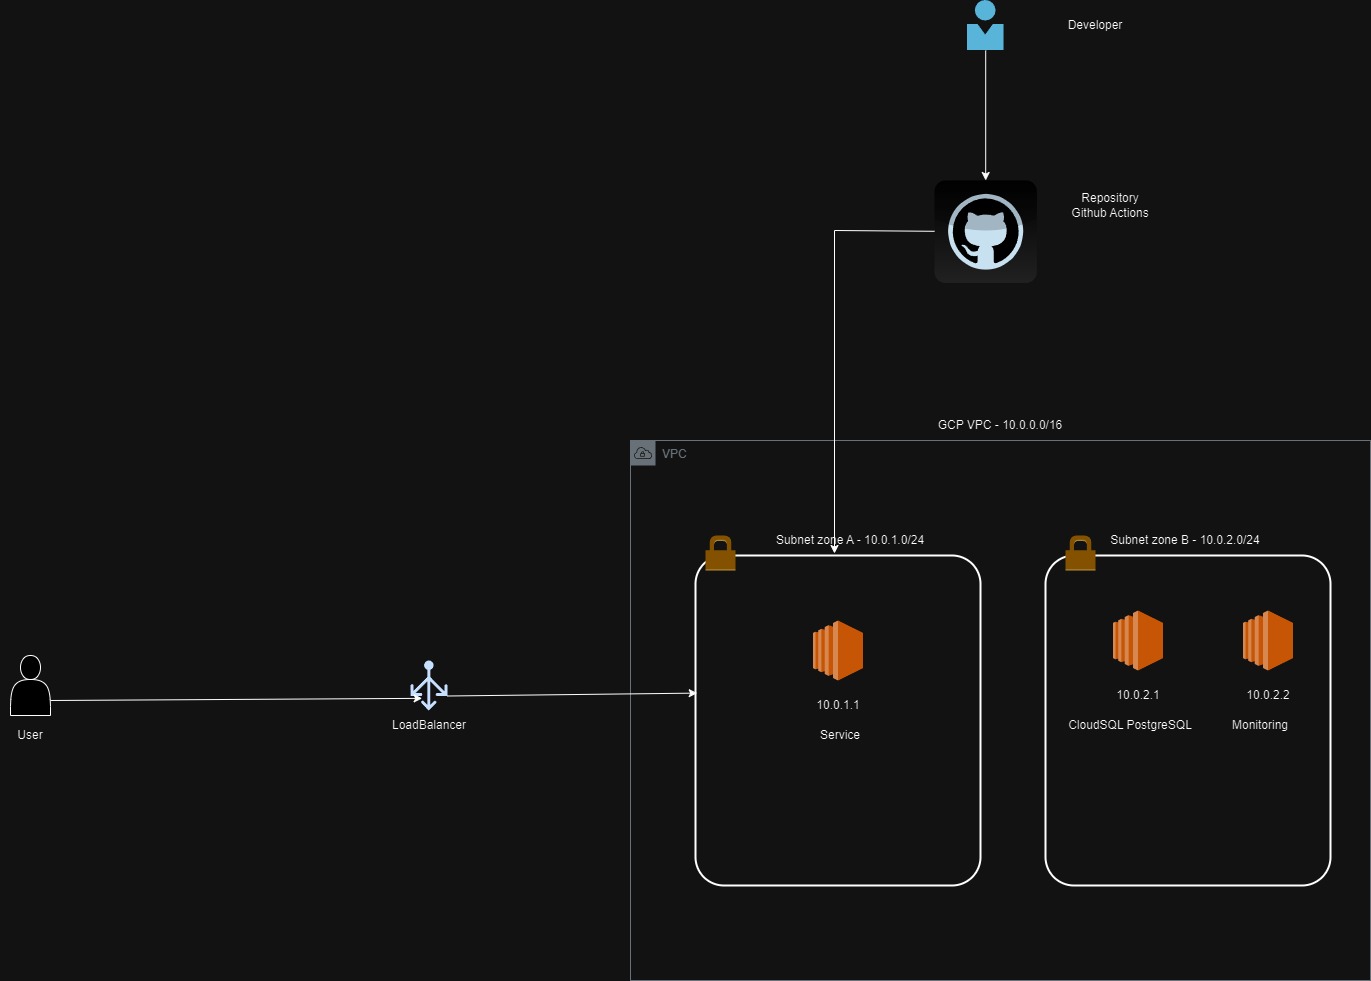 Developer
Repository
Github Actions
GCP VPC - 10.0.0.0/16
VPC
Subnet zone A - 10.0.1.0/24
Subnet zone B - 10.0.2.0/24
10.0.1.1
Service
10.0.2.1
CloudSQL PostgreSQL
10.0.2.2
Monitoring
LoadBalancer
User